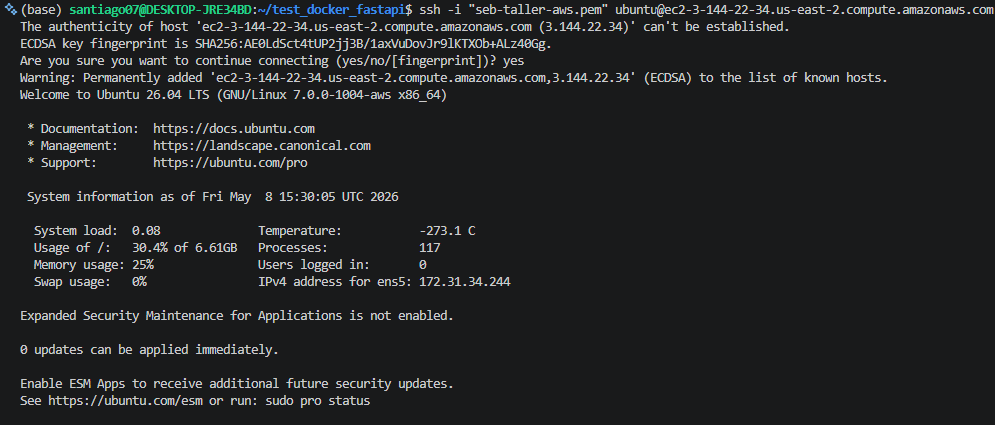 (base) santiago07@DESKTOP-JRE34BD:~/test_docker_fastapi$ ssh -i "seb-taller-aws.pem" ubuntu@ec2-3-144-22-34.us-east-2.compute.amazonaws.com
The authenticity of host 'ec2-3-144-22-34.us-east-2.compute.amazonaws.com (3.144.22.34)' can't be established.
ECDSA key fingerprint is SHA256:AE0LdSct4tUP2jj3B/1axVuDovJr9lKTXOb+ALz40Gg.
Are you sure you want to continue connecting (yes/no/[fingerprint])? yes
Warning: Permanently added 'ec2-3-144-22-34.us-east-2.compute.amazonaws.com,3.144.22.34' (ECDSA) to the list of known hosts.
Welcome to Ubuntu 26.04 LTS (GNU/Linux 7.0.0-1004-aws x86_64)

 * Documentation:  https://docs.ubuntu.com
 * Management:     https://landscape.canonical.com
 * Support:        https://ubuntu.com/pro

 System information as of Fri May  8 15:30:05 UTC 2026

  System load:  0.08               Temperature:           -273.1 C
  Usage of /:   30.4% of 6.61GB   Processes:             117
  Memory usage: 25%                Users logged in:       0
  Swap usage:   0%                 IPv4 address for ens5: 172.31.34.244

Expanded Security Maintenance for Applications is not enabled.

0 updates can be applied immediately.

Enable ESM Apps to receive additional future security updates.
See https://ubuntu.com/esm or run: sudo pro status